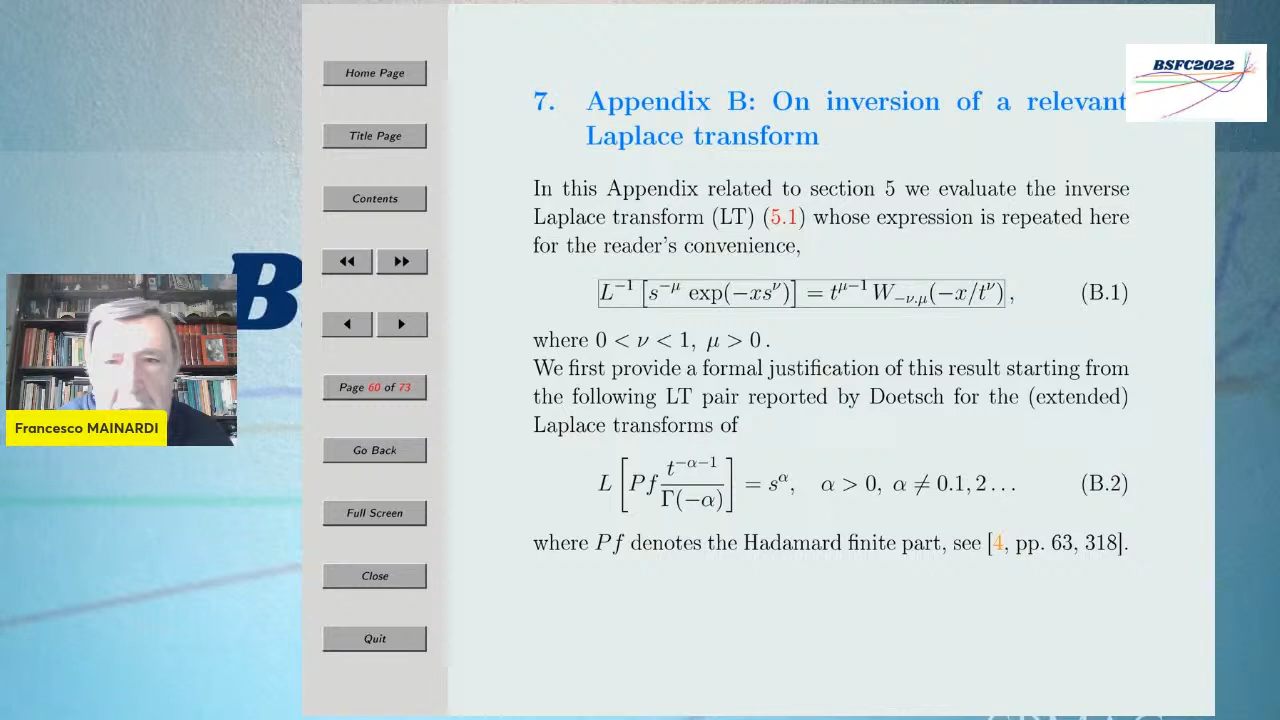 Home Page
Title Page
Contents
Page 60 of 73
Go Back
Full Screen
Close
Quit
BSFC2022
B
Francesco MAINARDI
7. Appendix B: On inversion of a relevant
Laplace transform
In this Appendix related to section 5 we evaluate the inverse
Laplace transform (LT) (5.1) whose expression is repeated here
for the reader's convenience,
L⁻¹ [s^{−μ} exp(−xs^ν)] = t^{μ−1} W_{−ν.μ}(−x/t^ν) , (B.1)
where 0 < ν < 1, μ > 0 .
We first provide a formal justification of this result starting from
the following LT pair reported by Doetsch for the (extended)
Laplace transforms of
L [Pf t^{−α−1}/Γ(−α)] = s^α, α > 0, α ≠ 0.1, 2 . . . (B.2)
where Pf denotes the Hadamard finite part, see [4, pp. 63, 318].